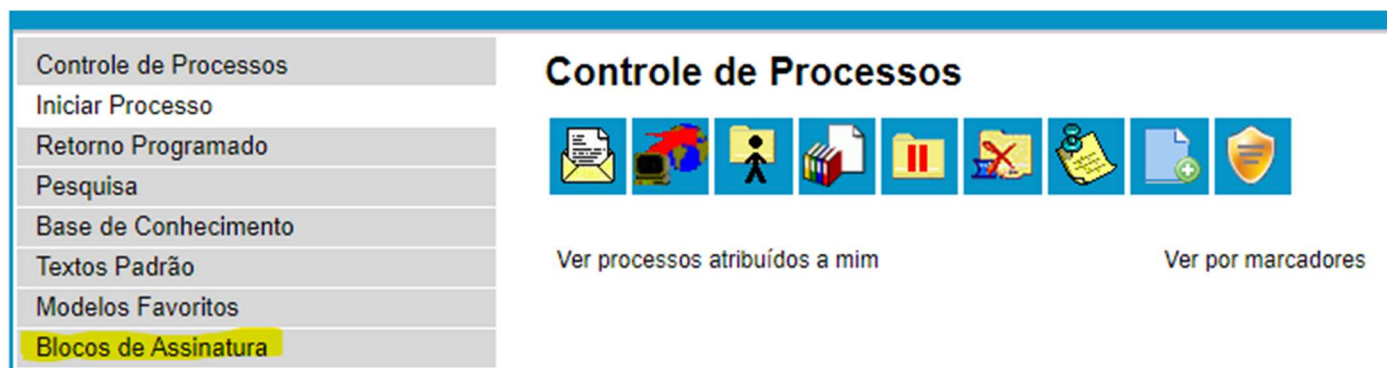 Controle de Processos
Iniciar Processo
Retorno Programado
Pesquisa
Base de Conhecimento
Textos Padrão
Modelos Favoritos
Blocos de Assinatura
Controle de Processos
Ver processos atribuídos a mim
Ver por marcadores